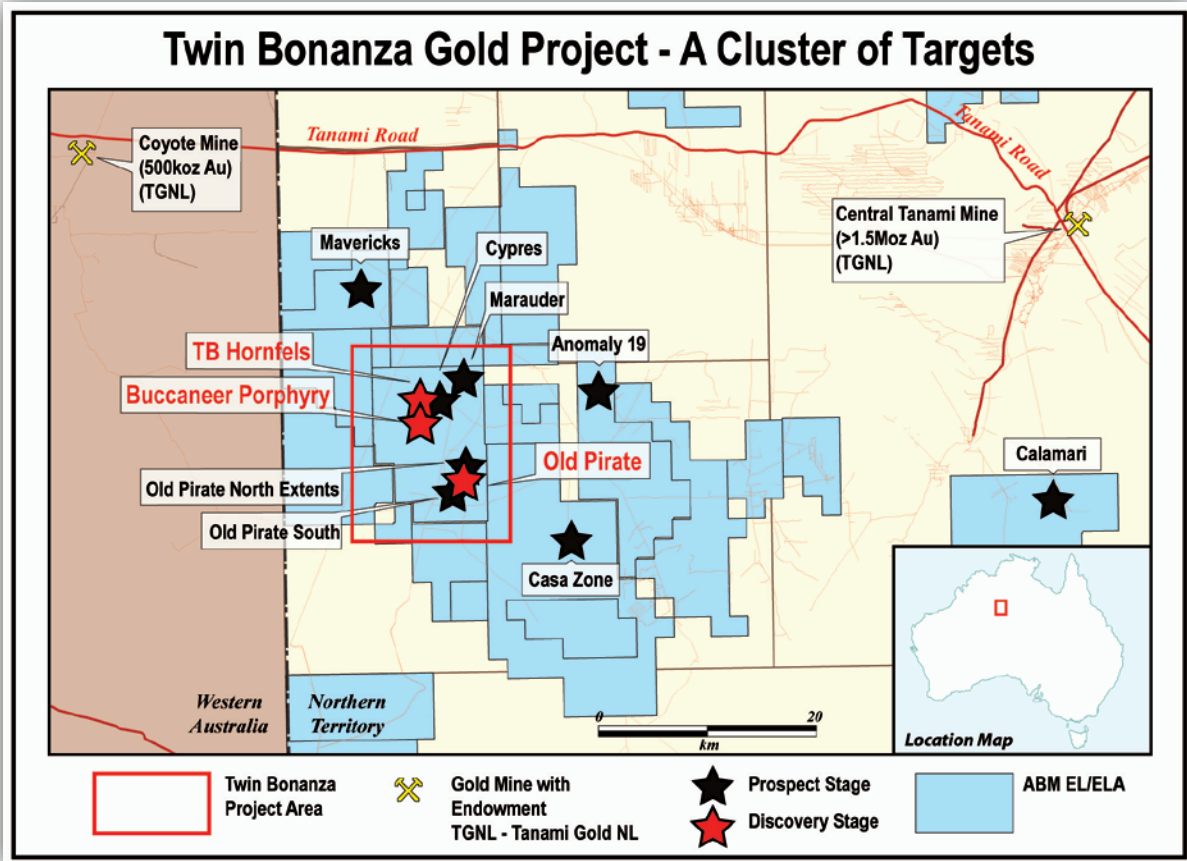 Twin Bonanza Gold Project - A Cluster of Targets
Tanami Road
Tanami Road
Coyote Mine
(500koz Au)
(TGNL)
Central Tanami Mine
(>1.5Moz Au)
(TGNL)
Mavericks
Cypres
Marauder
TB Hornfels
Anomaly 19
Buccaneer Porphyry
Old Pirate
Calamari
Old Pirate North Extents
Old Pirate South
Casa Zone
Western
Australia
Northern
Territory
0 20
km
Location Map
Twin Bonanza
Project Area
Gold Mine with
Endowment
TGNL - Tanami Gold NL
Prospect Stage
Discovery Stage
ABM EL/ELA